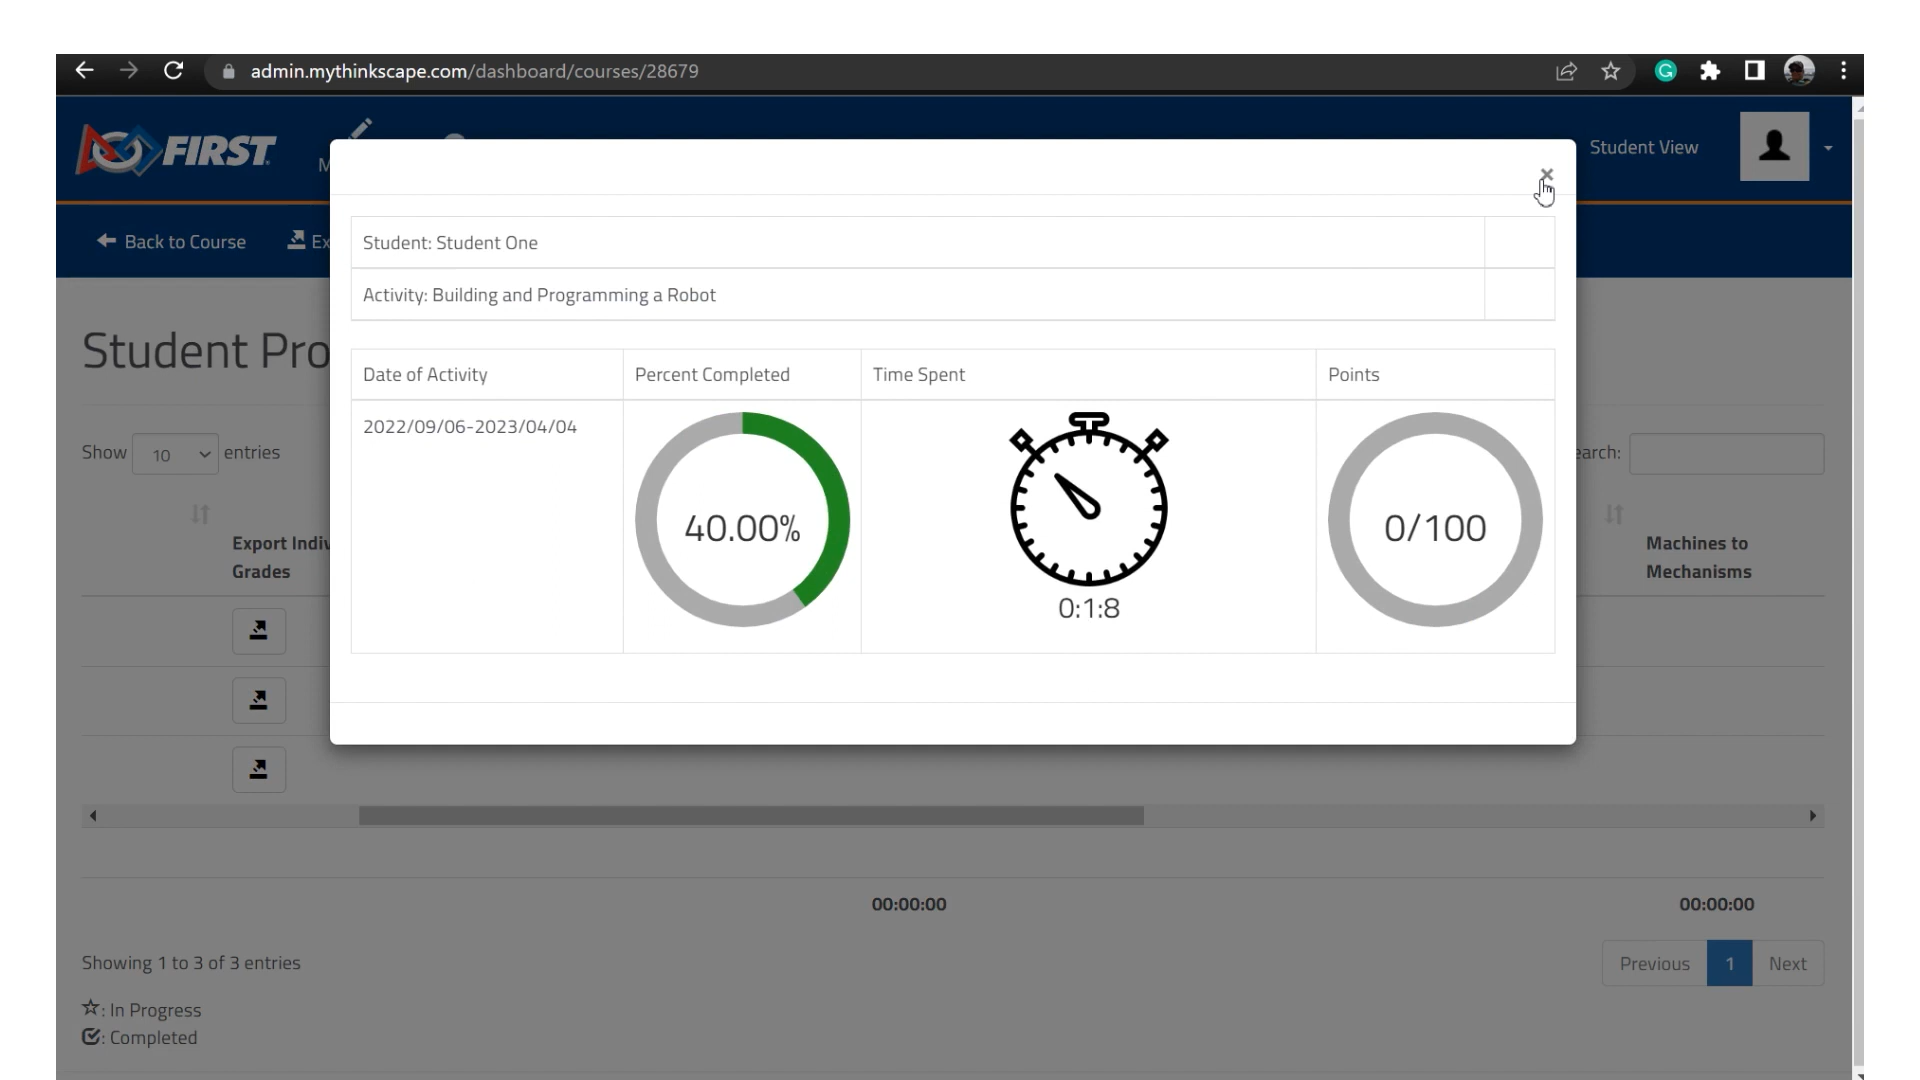 admin.mythinkscape.com/dashboard/courses/28679
FIRST
M
Student View
Back to Course
Ex
Student: Student One
Activity: Building and Programming a Robot
Student Pro
Date of Activity
Percent Completed
Time Spent
Points
2022/09/06-2023/04/04
40.00%
0:1:8
0/100
Show 10 entries
earch:
Export Indiv
Grades
Machines to
Mechanisms
00:00:00
00:00:00
Showing 1 to 3 of 3 entries
Previous 1 Next
: In Progress
: Completed